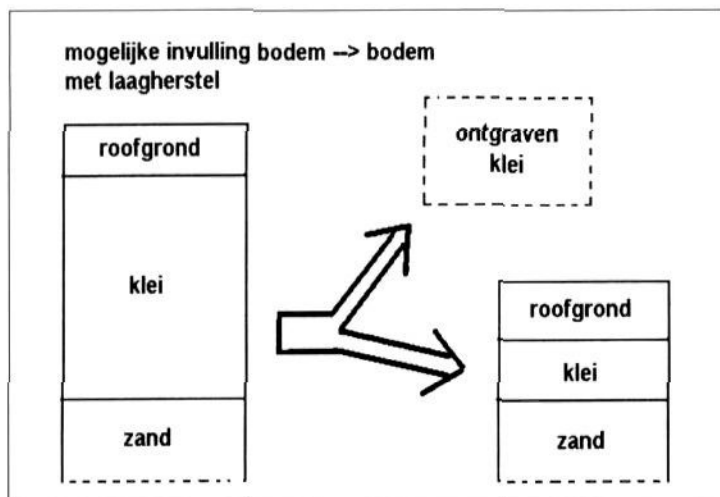 mogelijke invulling bodem --> bodem
met laagherstel
roofgrond
klei
zand
ontgraven
klei
roofgrond
klei
zand